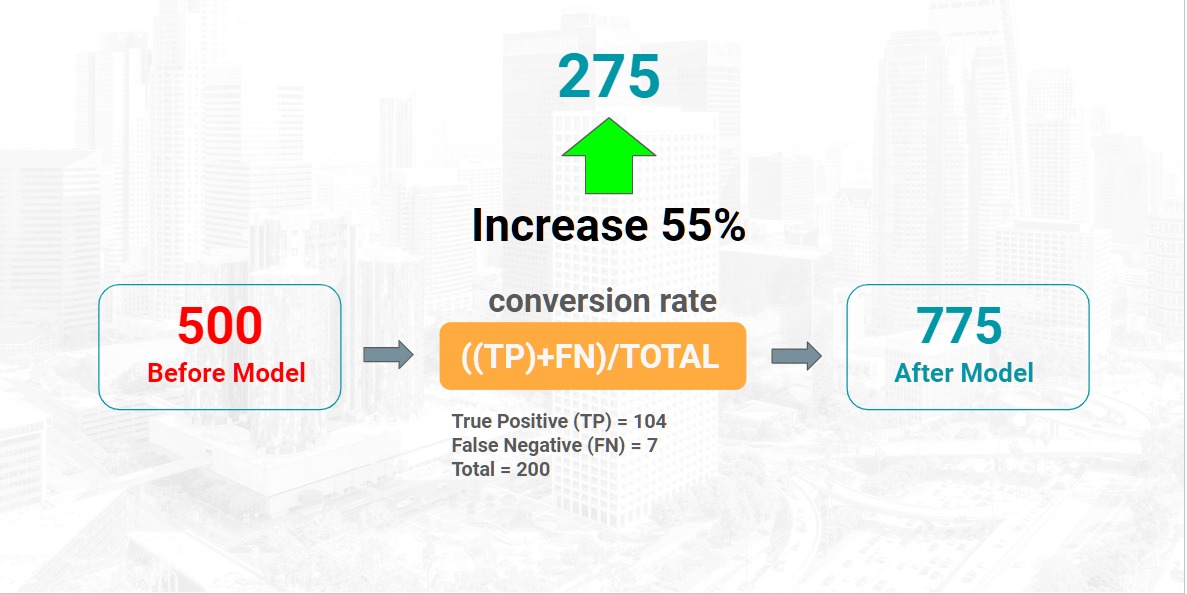 275
Increase 55%
conversion rate
500
Before Model
((TP)+FN)/TOTAL
775
After Model
True Positive (TP) = 104
False Negative (FN) = 7
Total = 200